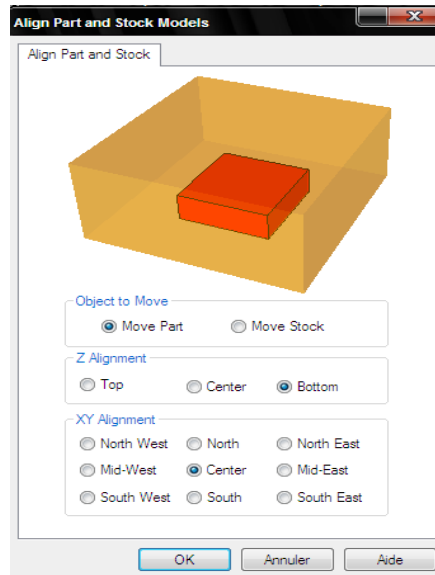 Align Part and Stock Models
Align Part and Stock
Object to Move
Move Part Move Stock
Z Alignment
Top Center Bottom
XY Alignment
North West North North East
Mid-West Center Mid-East
South West South South East
OK Annuler Aide